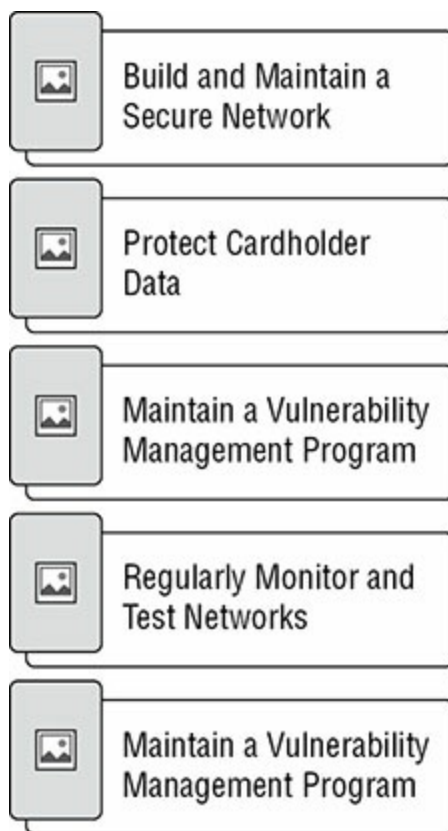 Build and Maintain a
Secure Network
Protect Cardholder
Data
Maintain a Vulnerability
Management Program
Regularly Monitor and
Test Networks
Maintain a Vulnerability
Management Program